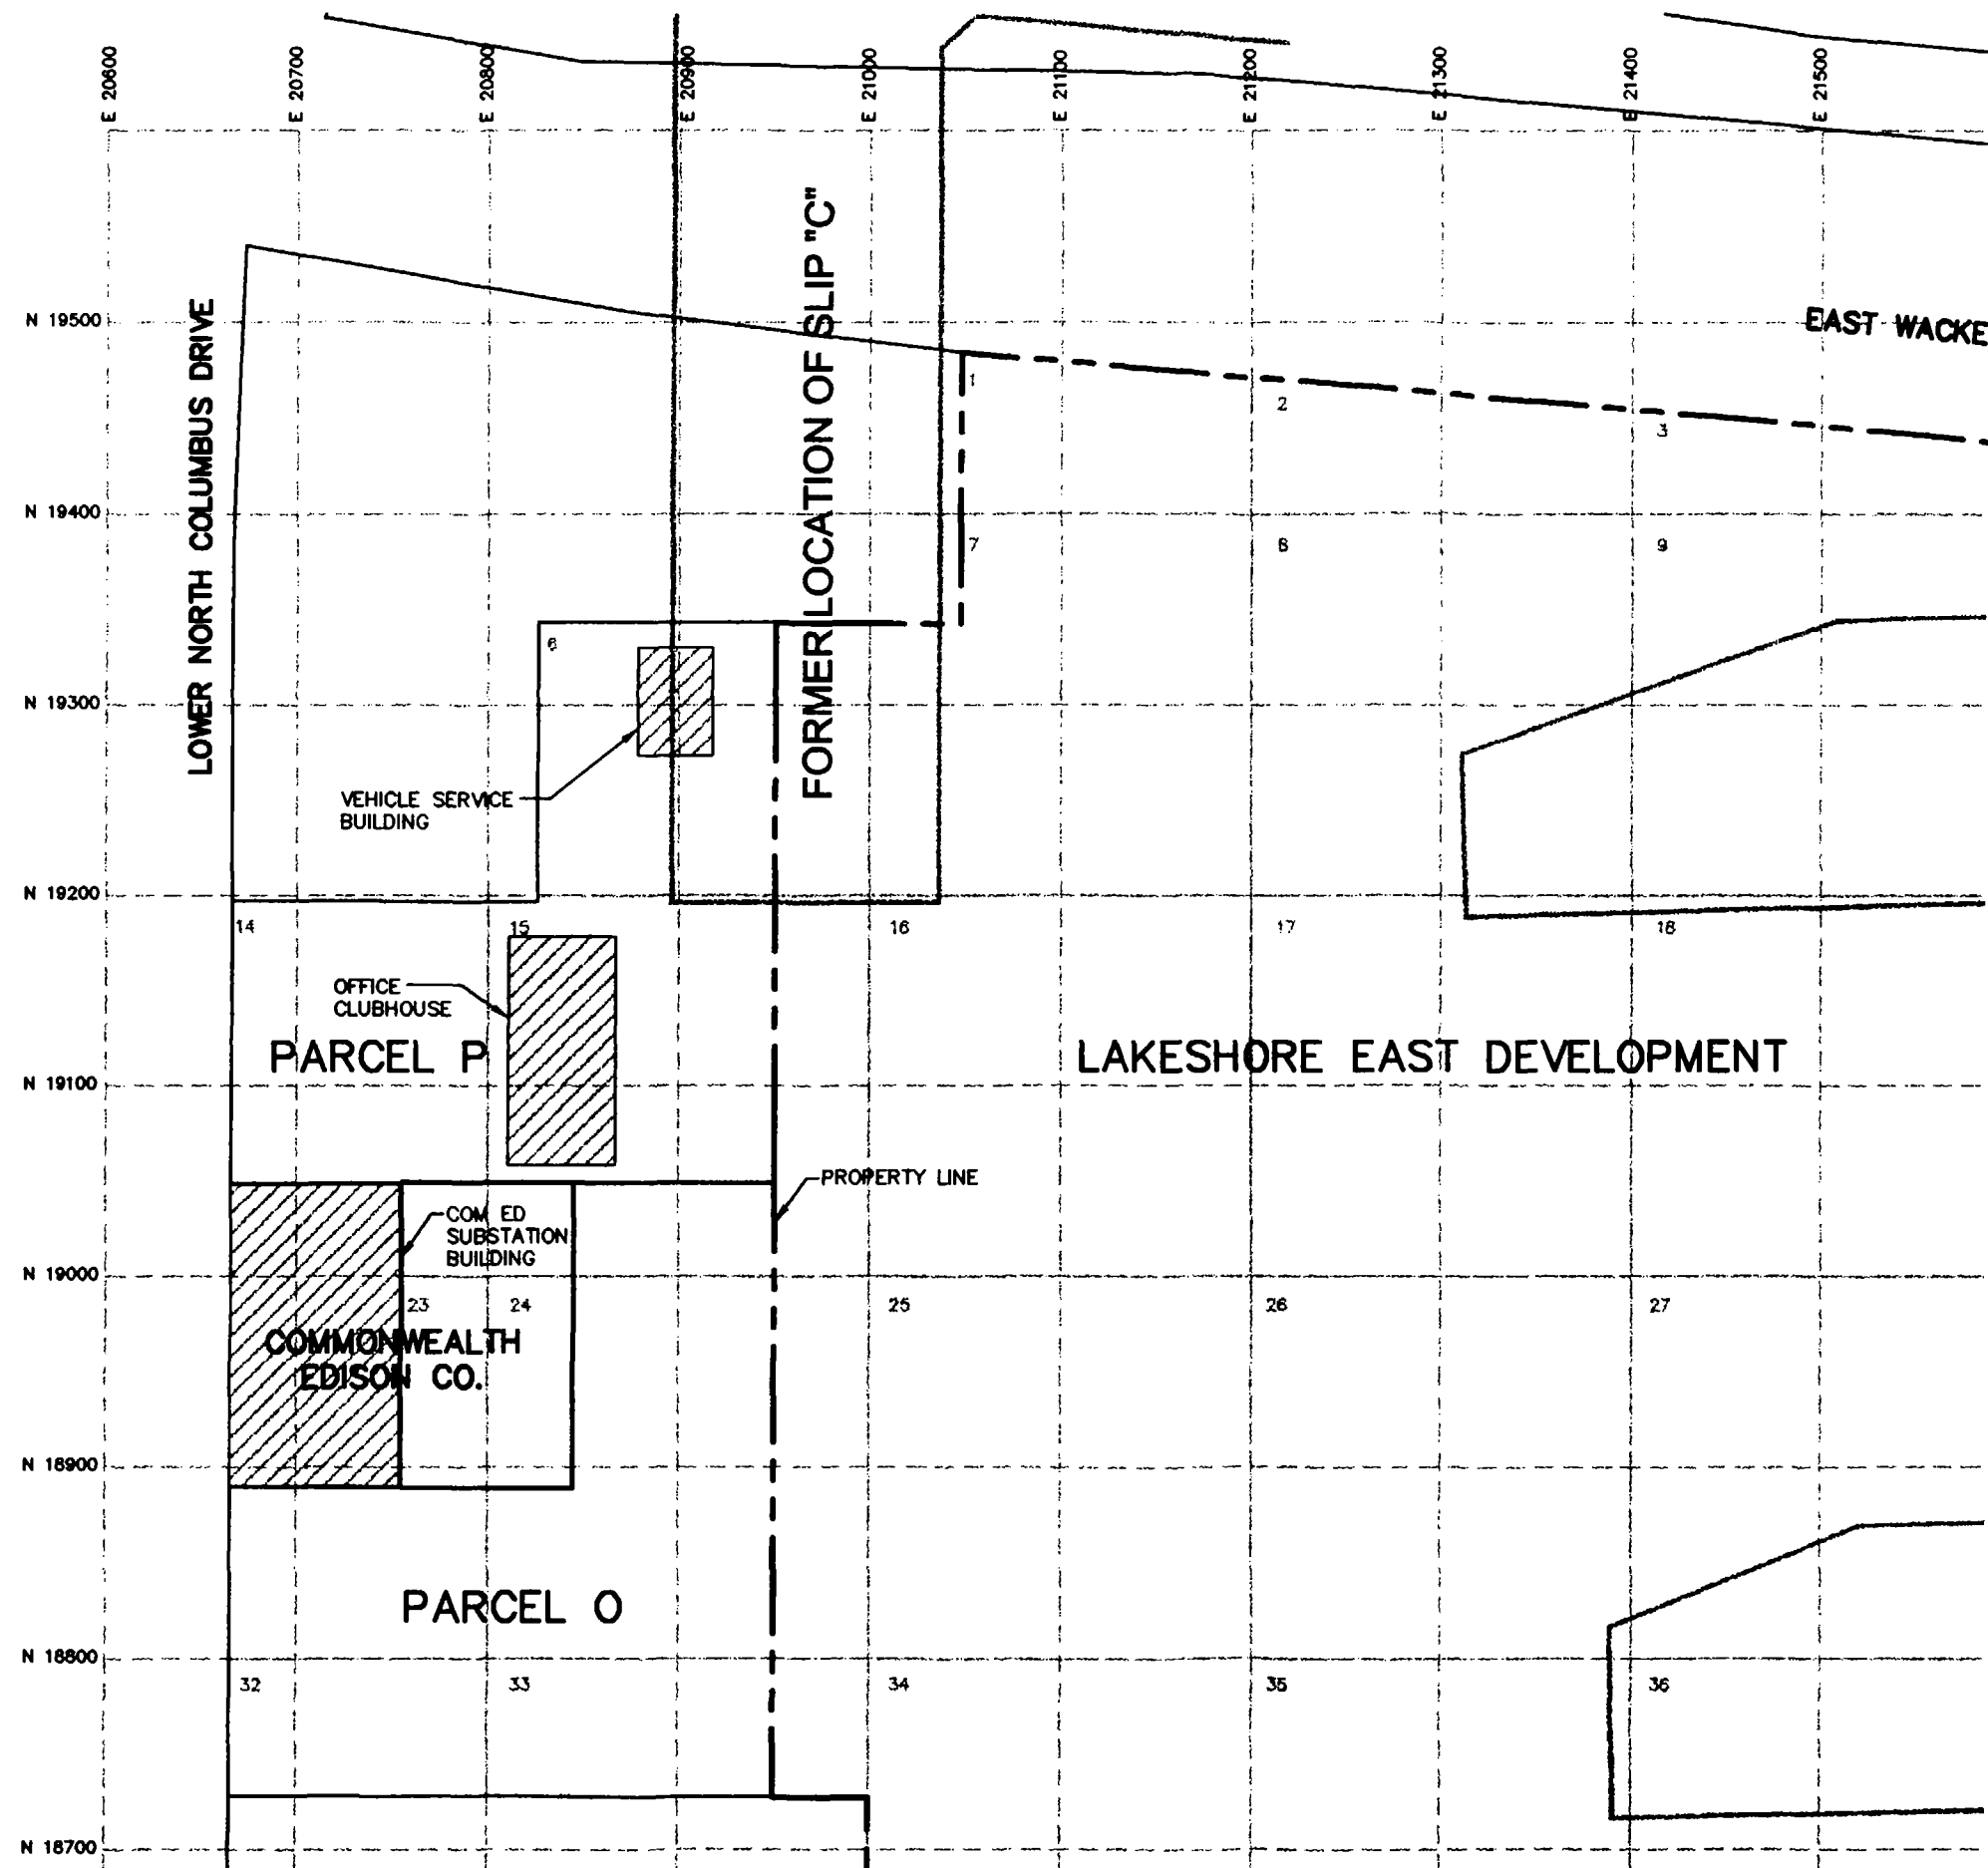 E 20600
E 20700
E 20800
E 20900
E 21000
E 21100
E 21200
E 21300
E 21400
E 21500
N 19500
LOWER NORTH COLUMBUS DRIVE
FORMER LOCATION OF SLIP "C"
EAST WACKE
1
2
3
N 19400
7
8
9
6
N 19300
VEHICLE SERVICE
BUILDING
N 19200
14
15
16
17
18
OFFICE
CLUBHOUSE
PARCEL P
LAKESHORE EAST DEVELOPMENT
N 19100
PROPERTY LINE
COM ED
SUBSTATION
BUILDING
N 19000
23
24
25
26
27
COMMONWEALTH
EDISON CO.
N 18900
PARCEL O
N 18800
32
33
34
35
36
N 18700